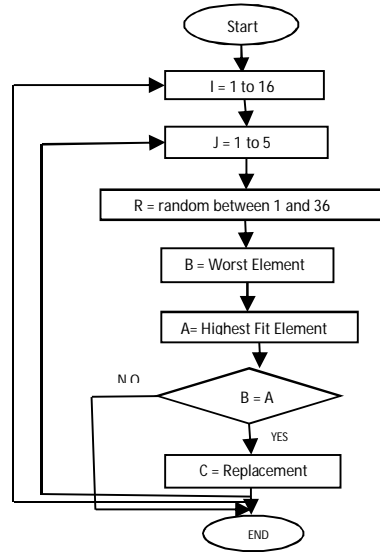 Start
I = 1 to 16
J = 1 to 5
R = random between 1 and 36
B = Worst Element
A= Highest Fit Element
NO
B = A
YES
C = Replacement
END